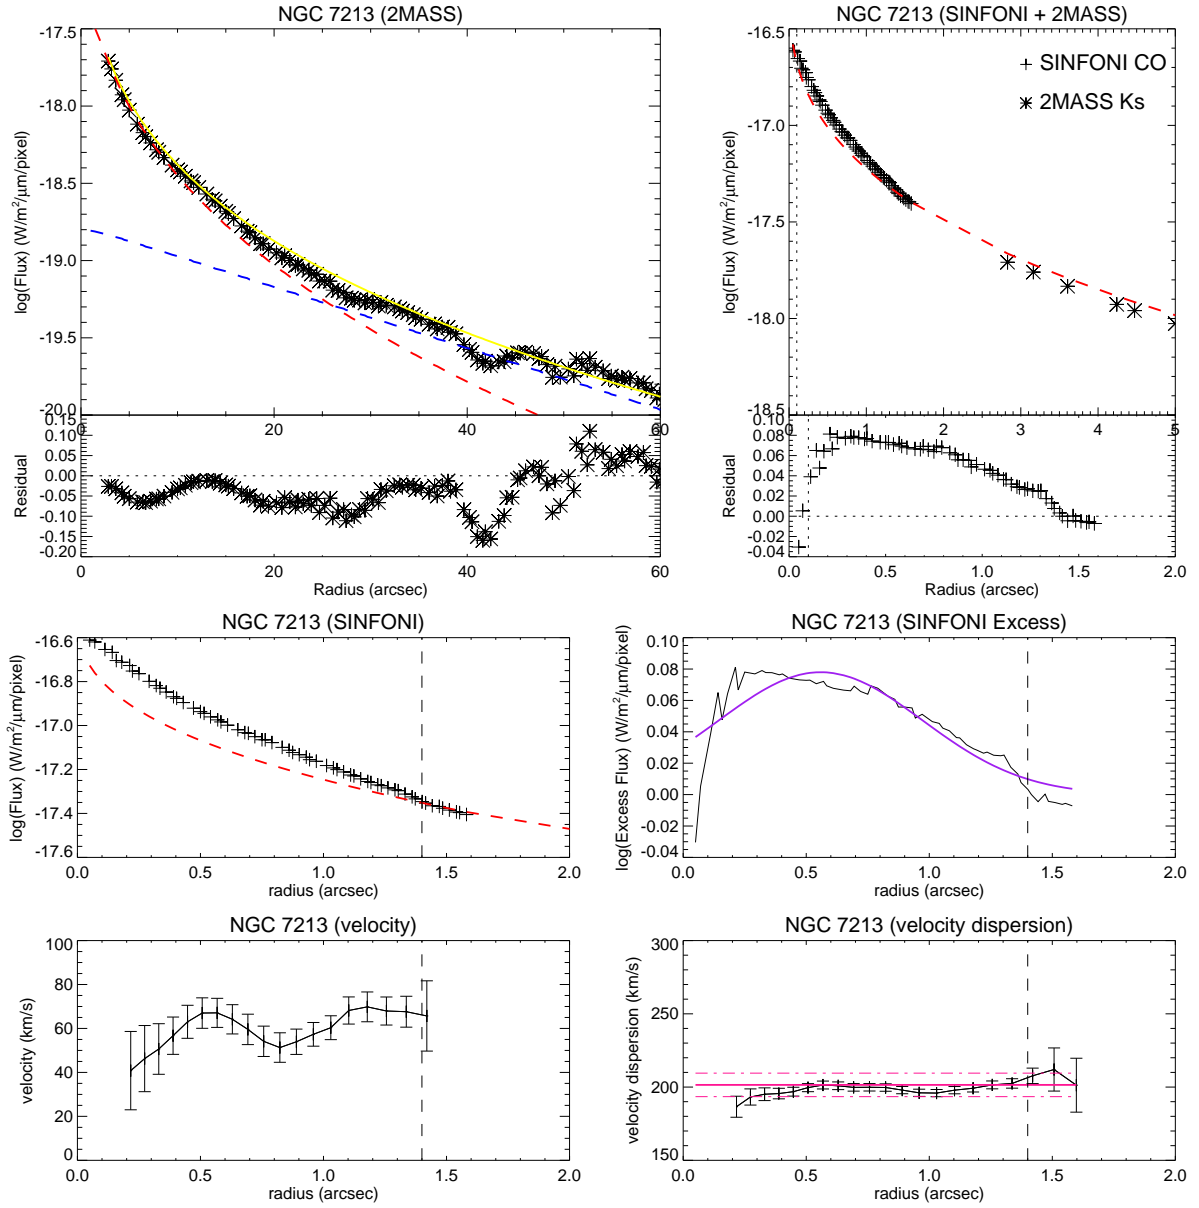 NGC 7213 (2MASS)
log(Flux) (W/m²/μm/pixel)
-17.5
-18.0
-18.5
-19.0
-19.5
-20.0
0 20 40 60
Residual
0.15
0.10
0.05
0.00
-0.05
-0.10
-0.15
-0.20
0 20 40 60
Radius (arcsec)
NGC 7213 (SINFONI + 2MASS)
SINFONI CO
2MASS Ks
log(Flux) (W/m²/μm/pixel)
-16.5
-17.0
-17.5
-18.0
-18.5
0 1 2 3 4 5
Residual
0.08
0.06
0.04
0.02
0.00
-0.02
-0.04
0.0 0.5 1.0 1.5 2.0
Radius (arcsec)
NGC 7213 (SINFONI)
log(Flux) (W/m²/μm/pixel)
-16.6
-16.8
-17.0
-17.2
-17.4
-17.6
0.0 0.5 1.0 1.5 2.0
radius (arcsec)
NGC 7213 (SINFONI Excess)
log(Excess Flux) (W/m²/μm/pixel)
0.10
0.08
0.06
0.04
0.02
0.00
-0.02
-0.04
0.0 0.5 1.0 1.5 2.0
radius (arcsec)
NGC 7213 (velocity)
velocity (km/s)
100
80
60
40
20
0
0.0 0.5 1.0 1.5 2.0
radius (arcsec)
NGC 7213 (velocity dispersion)
velocity dispersion (km/s)
300
250
200
150
0.0 0.5 1.0 1.5 2.0
radius (arcsec)